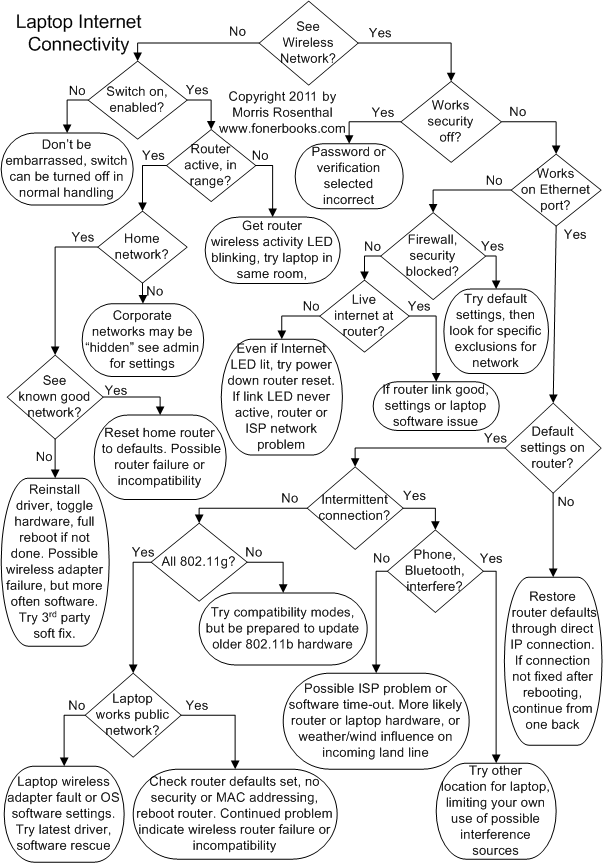 Laptop Internet
Connectivity
See
Wireless
Network?
No
Yes
Switch on,
enabled?
No
Yes
Copyright 2011 by
Morris Rosenthal
www.fonerbooks.com
Works
security
off?
Yes
No
Don't be
embarrassed, switch
can be turned off in
normal handling
Router
active, in
range?
Yes
No
Password or
verification
selected
incorrect
Works
on Ethernet
port?
No
Yes
Home
network?
Yes
No
Get router
wireless activity LED
blinking, try laptop in
same room,
Firewall,
security
blocked?
No
Yes
Corporate
networks may be
“hidden” see admin
for settings
Live
internet at
router?
No
Yes
Try default
settings, then
look for specific
exclusions for
network
Even if Internet
LED lit, try power
down router reset.
If link LED never
active, router or
ISP network
problem
If router link good,
settings or laptop
software issue
See
known good
network?
Yes
No
Reset home router
to defaults. Possible
router failure or
incompatibility
Default
settings on
router?
Yes
No
Reinstall
driver, toggle
hardware, full
reboot if not
done. Possible
wireless adapter
failure, but more
often software.
Try 3rd party
soft fix.
Intermittent
connection?
No
Yes
All 802.11g?
Yes
No
Phone,
Bluetooth,
interfere?
No
Yes
Try compatibility modes,
but be prepared to update
older 802.11b hardware
Restore
router defaults
through direct
IP connection.
If connection
not fixed after
rebooting,
continue from
one back
Laptop
works public
network?
No
Yes
Possible ISP problem or
software time-out. More likely
router or laptop hardware, or
weather/wind influence on
incoming land line
Laptop wireless
adapter fault or OS
software settings.
Try latest driver,
software rescue
Check router defaults set, no
security or MAC addressing,
reboot router. Continued problem
indicate wireless router failure or
incompatibility
Try other
location for laptop,
limiting your own
use of possible
interference
sources